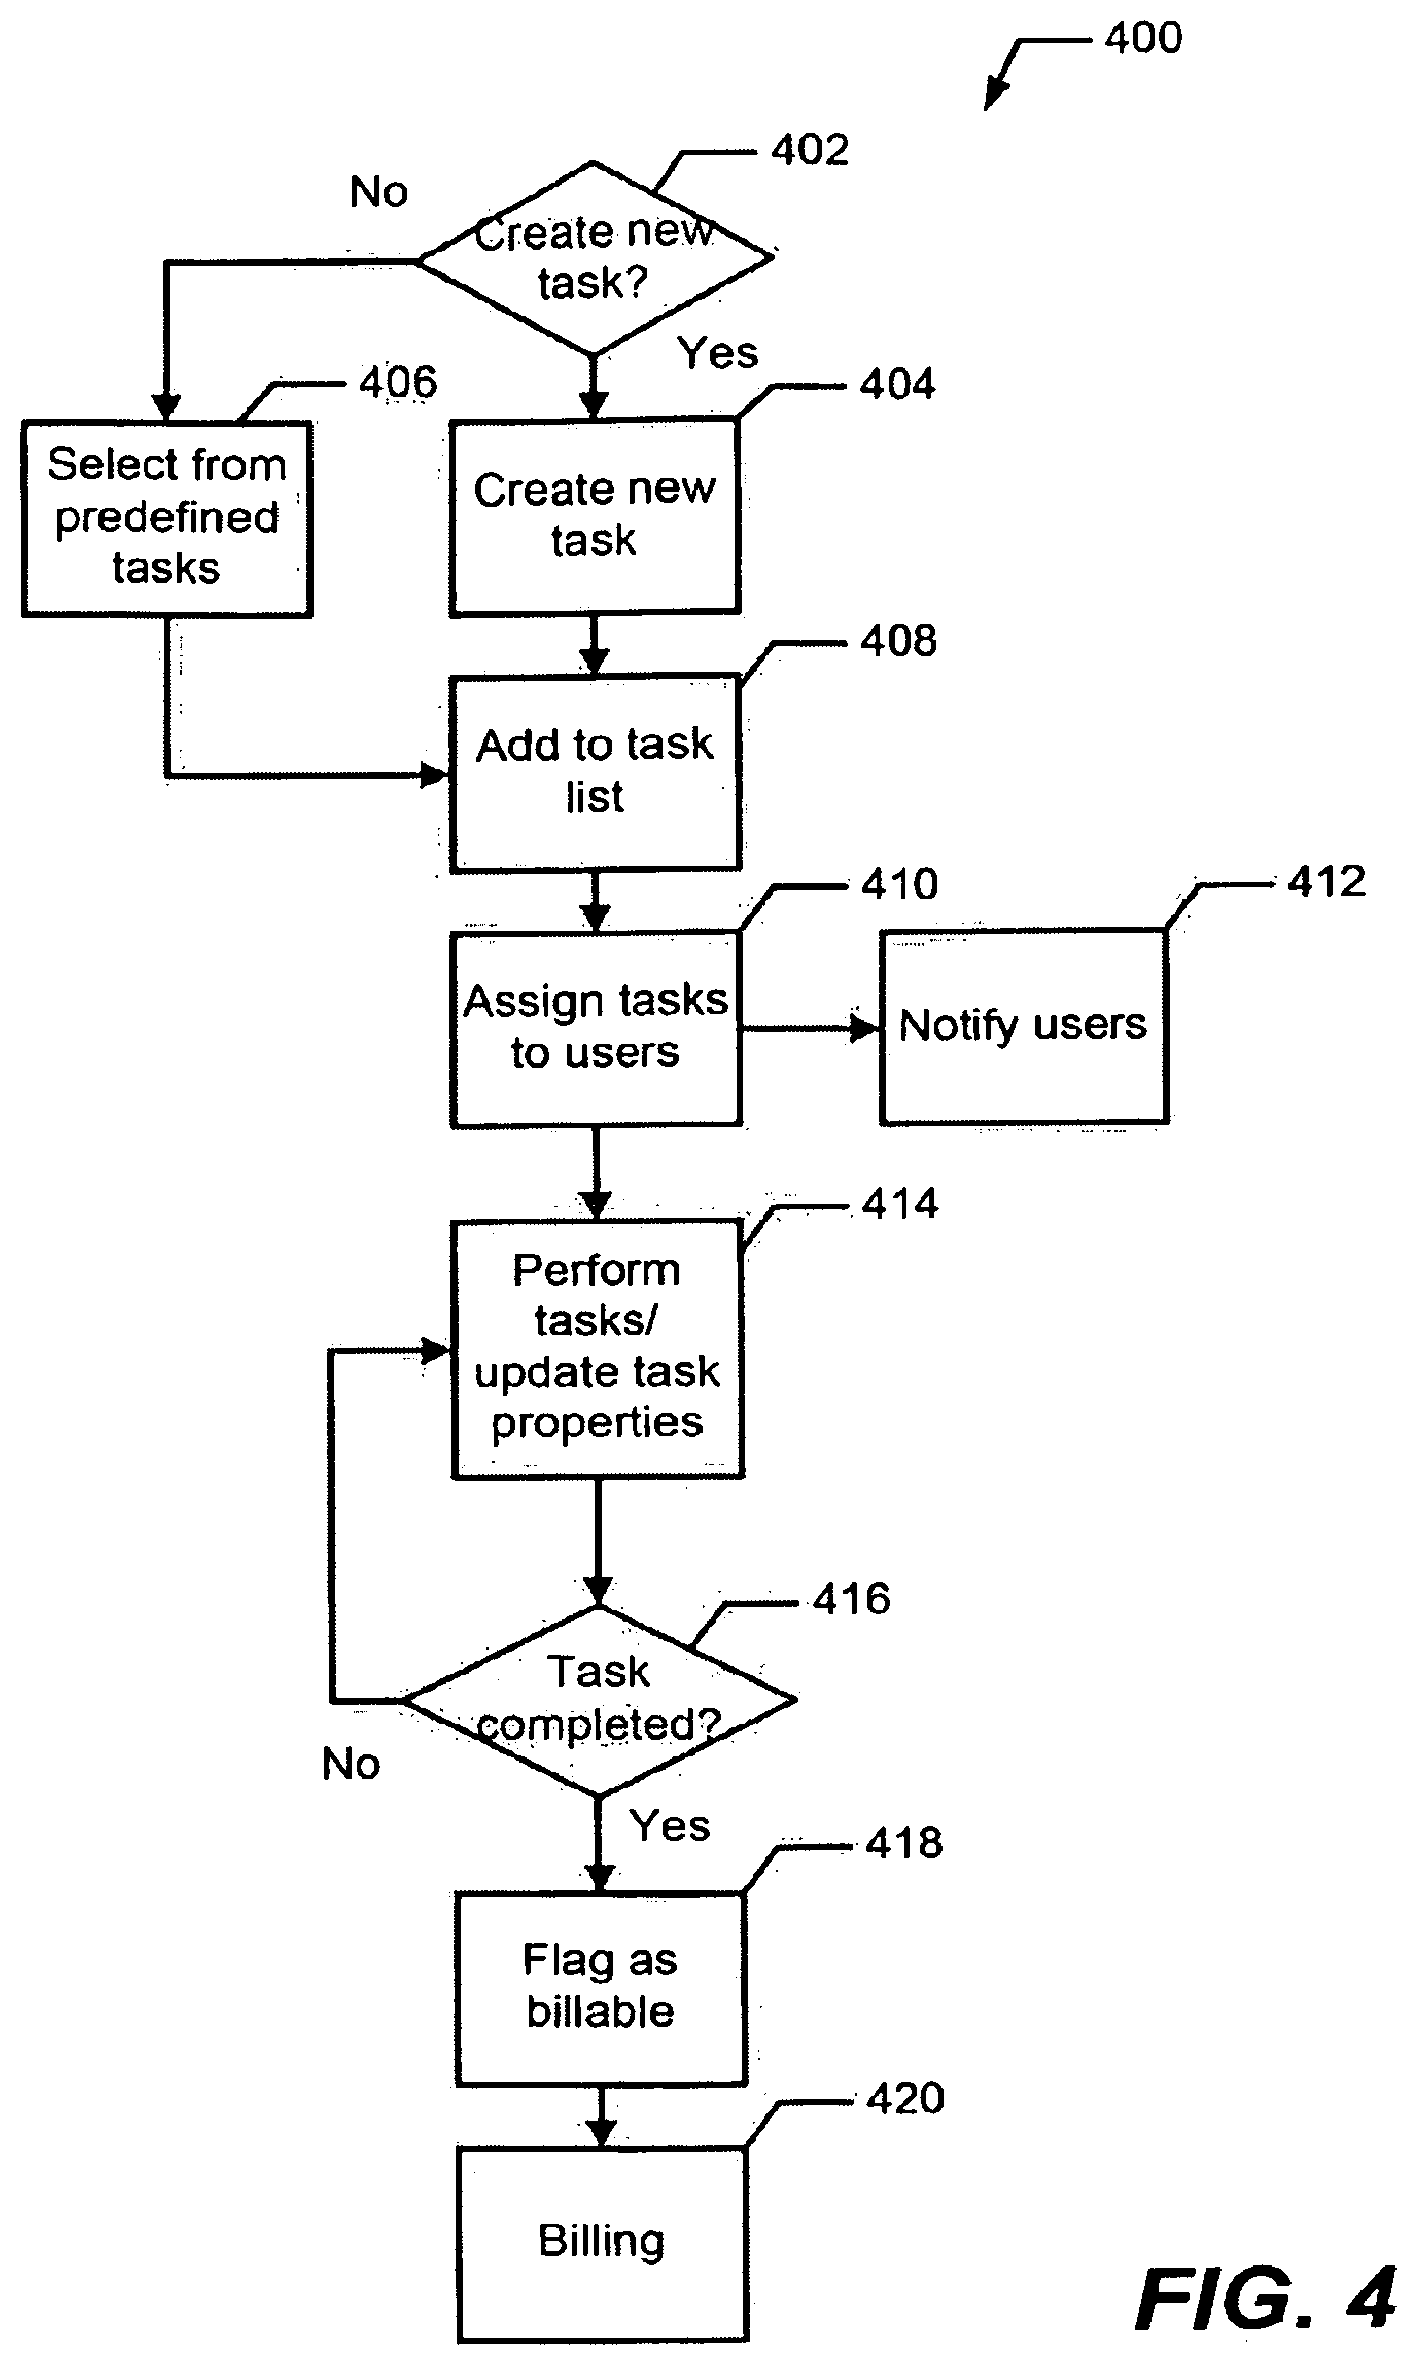 400
402
No
Create new
task?
Yes
406
404
Select from
predefined
tasks
Create new
task
408
Add to task
list
410
412
Assign tasks
to users
Notify users
414
Perform
tasks/
update task
properties
416
Task
completed?
No
Yes
418
Flag as
billable
420
Billing
FIG. 4